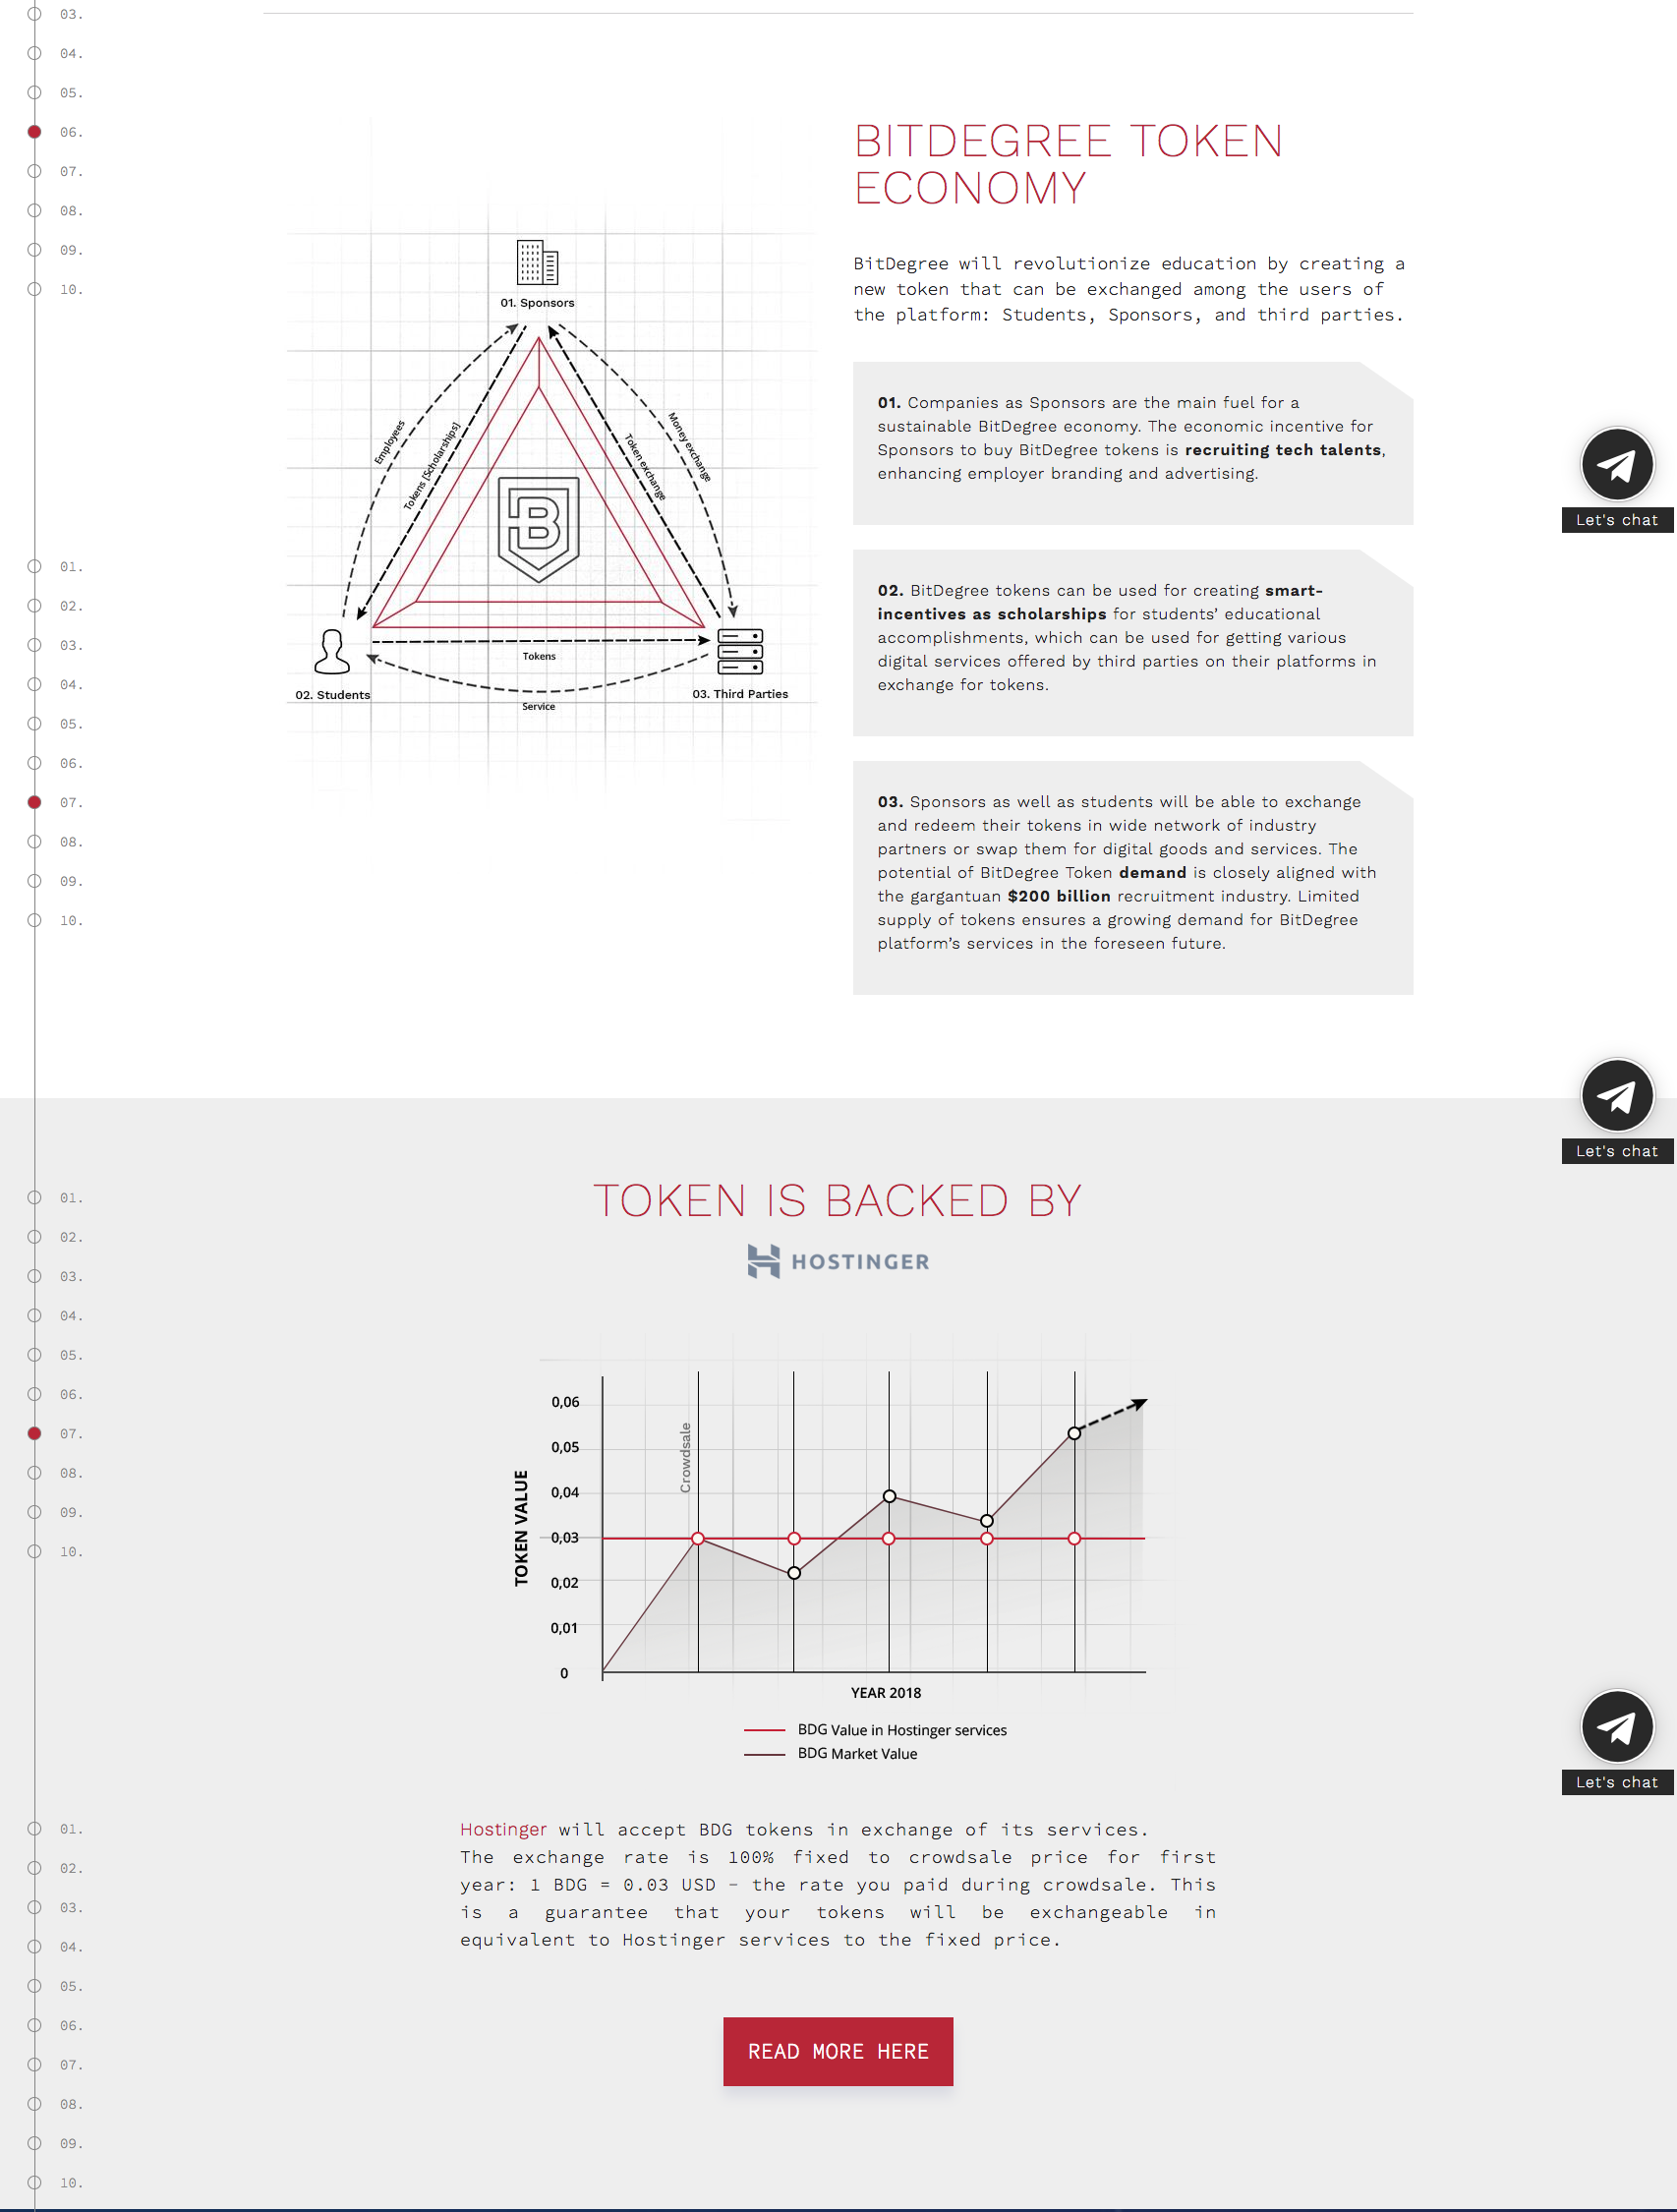 03.
04.
05.
06.
07.
08.
09.
10.
BITDEGREE TOKEN
ECONOMY
BitDegree will revolutionize education by creating a
new token that can be exchanged among the users of
the platform: Students, Sponsors, and third parties.
01. Sponsors
Employees
Tokens [Scholarships]
Token exchange
Money exchange
Tokens
02. Students
03. Third Parties
Service
01. Companies as Sponsors are the main fuel for a
sustainable BitDegree economy. The economic incentive for
Sponsors to buy BitDegree tokens is recruiting tech talents,
enhancing employer branding and advertising.
Let's chat
02. BitDegree tokens can be used for creating smart-
incentives as scholarships for students’ educational
accomplishments, which can be used for getting various
digital services offered by third parties on their platforms in
exchange for tokens.
01.
02.
03.
04.
05.
06.
07.
08.
09.
10.
03. Sponsors as well as students will be able to exchange
and redeem their tokens in wide network of industry
partners or swap them for digital goods and services. The
potential of BitDegree Token demand is closely aligned with
the gargantuan $200 billion recruitment industry. Limited
supply of tokens ensures a growing demand for BitDegree
platform’s services in the foreseen future.
Let's chat
01.
02.
03.
04.
05.
06.
07.
08.
09.
10.
TOKEN IS BACKED BY
HOSTINGER
TOKEN VALUE
0,06
0,05
0,04
0,03
0,02
0,01
0
Crowdsale
YEAR 2018
BDG Value in Hostinger services
BDG Market Value
Let's chat
Hostinger will accept BDG tokens in exchange of its services.
The exchange rate is 100% fixed to crowdsale price for first
year: 1 BDG = 0.03 USD – the rate you paid during crowdsale. This
is a guarantee that your tokens will be exchangeable in
equivalent to Hostinger services to the fixed price.
READ MORE HERE
01.
02.
03.
04.
05.
06.
07.
08.
09.
10.